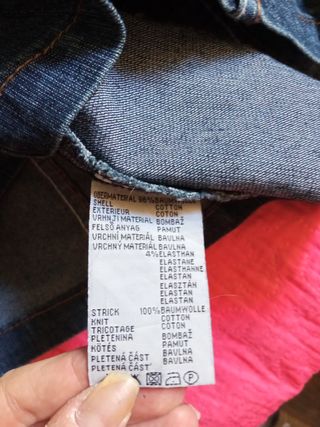 OBERMATERIAL 96% BAUMW
SHELL COTTON
EXTERIEUR COTON
VRHNJI MATERIAL BOMBAŽ
FELSŐ ANYAG PAMUT
VRCHNÍ MATERIÁL BAVLNA
VRCHNÝ MATERIÁL BAVLNA
4% ELASTHAN
ELASTANE
ELASTHANNE
ELASTAN
ELASZTÁN
ELASTAN
ELASTAN
STRICK 100% BAUMWOLLE
KNIT COTTON
TRICOTAGE COTON
PLETENINA BOMBAŽ
KÖTÉS PAMUT
PLETENÁ ČÁST BAVLNA
PLETENÁ ČÁSŤ BAVLNA
P